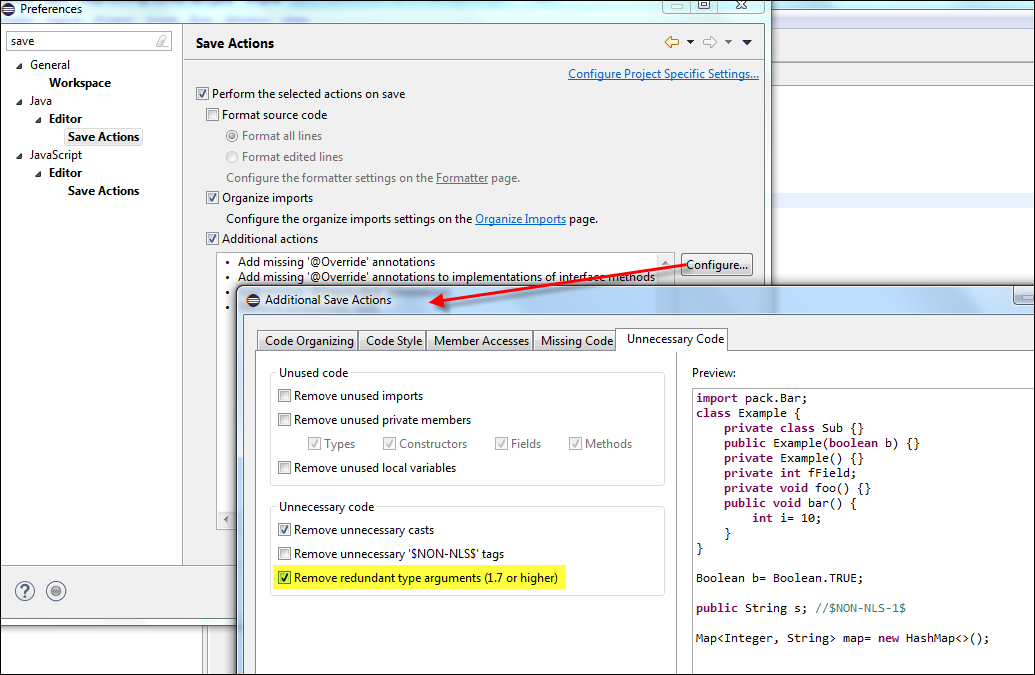 Preferences
save
General
Workspace
Java
Editor
Save Actions
JavaScript
Editor
Save Actions
Save Actions
Configure Project Specific Settings...
Perform the selected actions on save
Format source code
Format all lines
Format edited lines
Configure the formatter settings on the Formatter page.
Organize imports
Configure the organize imports settings on the Organize Imports page.
Additional actions
• Add missing '@Override' annotations
• Add missing '@Override' annotations to implementations of interface methods
Configure...
Additional Save Actions
Code Organizing Code Style Member Accesses Missing Code Unnecessary Code
Unused code
Remove unused imports
Remove unused private members
Types Constructors Fields Methods
Remove unused local variables
Unnecessary code
Remove unnecessary casts
Remove unnecessary '$NON-NLS$' tags
Remove redundant type arguments (1.7 or higher)
Preview:
import pack.Bar;
class Example {
private class Sub {}
public Example(boolean b) {}
private Example() {}
private int fField;
private void foo() {}
public void bar() {
int i= 10;
}
}
Boolean b= Boolean.TRUE;
public String s; //$NON-NLS-1$
Map<Integer, String> map= new HashMap<>();